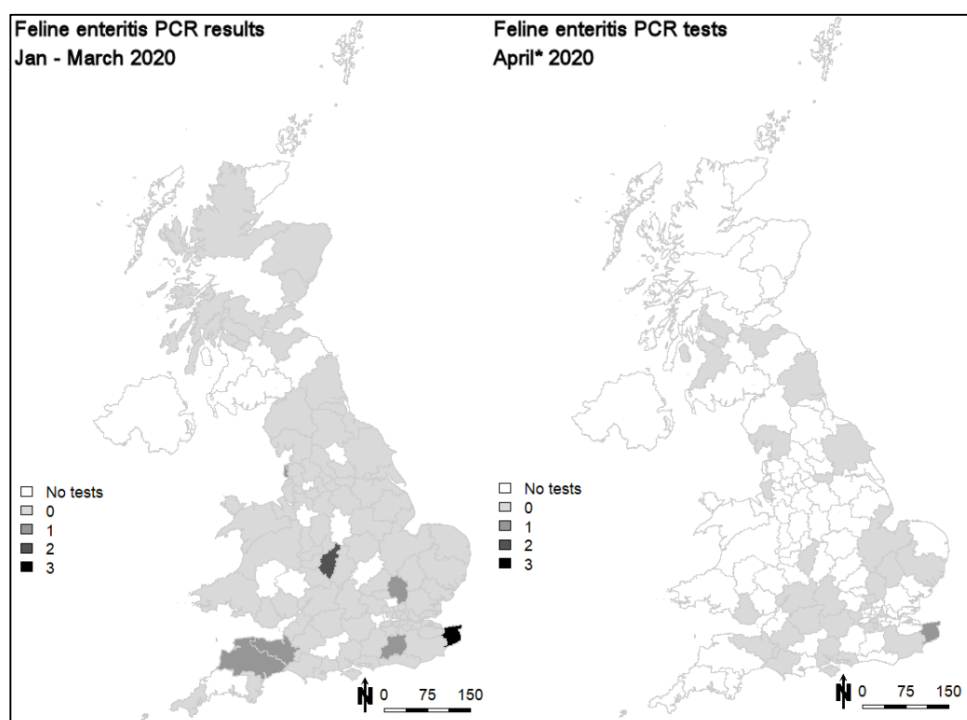 Feline enteritis PCR results
Jan - March 2020
No tests
0
1
2
3
N 0 75 150
Feline enteritis PCR tests
April* 2020
No tests
0
1
2
3
N 0 75 150